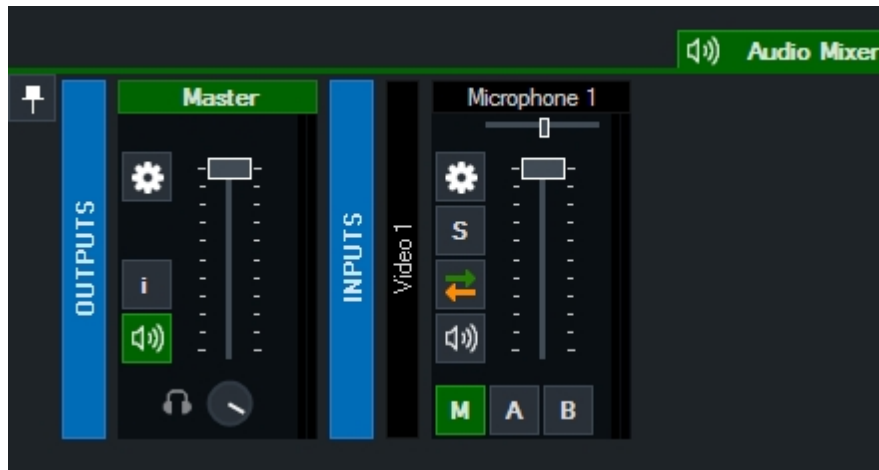 Audio Mixer
OUTPUTS
Master
i
INPUTS
Video 1
Microphone 1
S
M
A
B